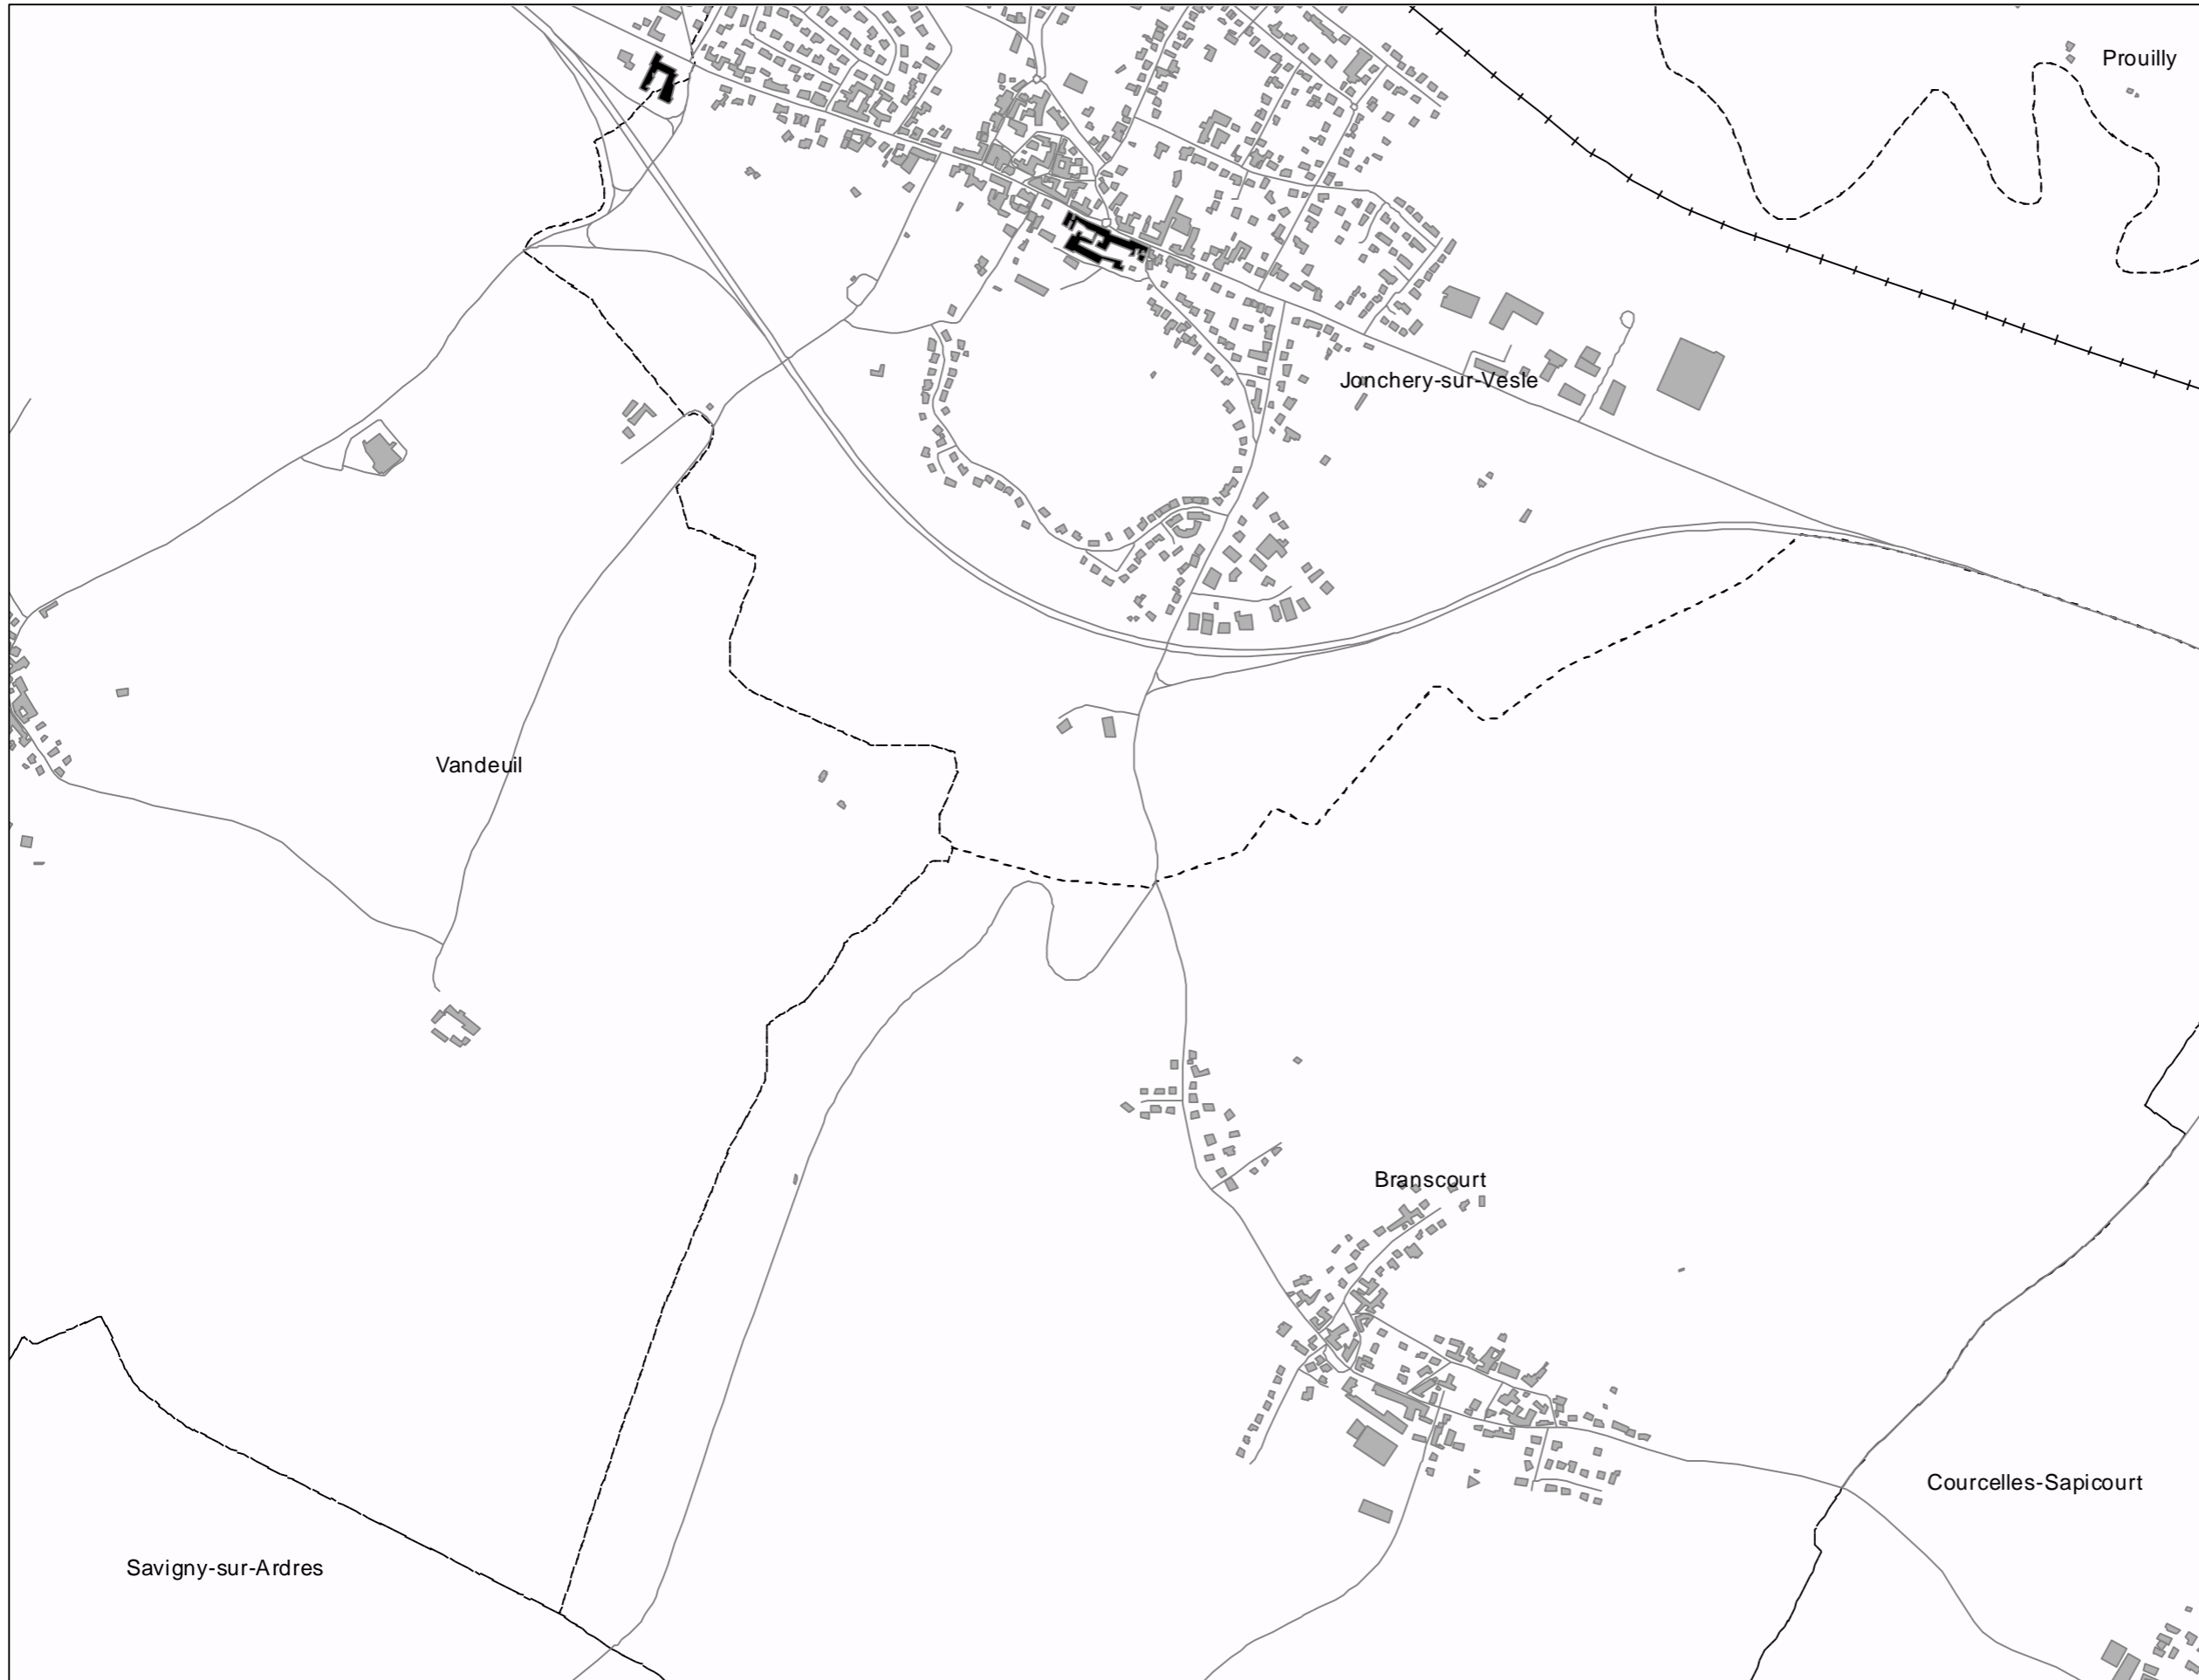 Prouilly
Jonchery-sur-Vesle
Vandeuil
Branscourt
Courcelles-Sapicourt
Savigny-sur-Ardres